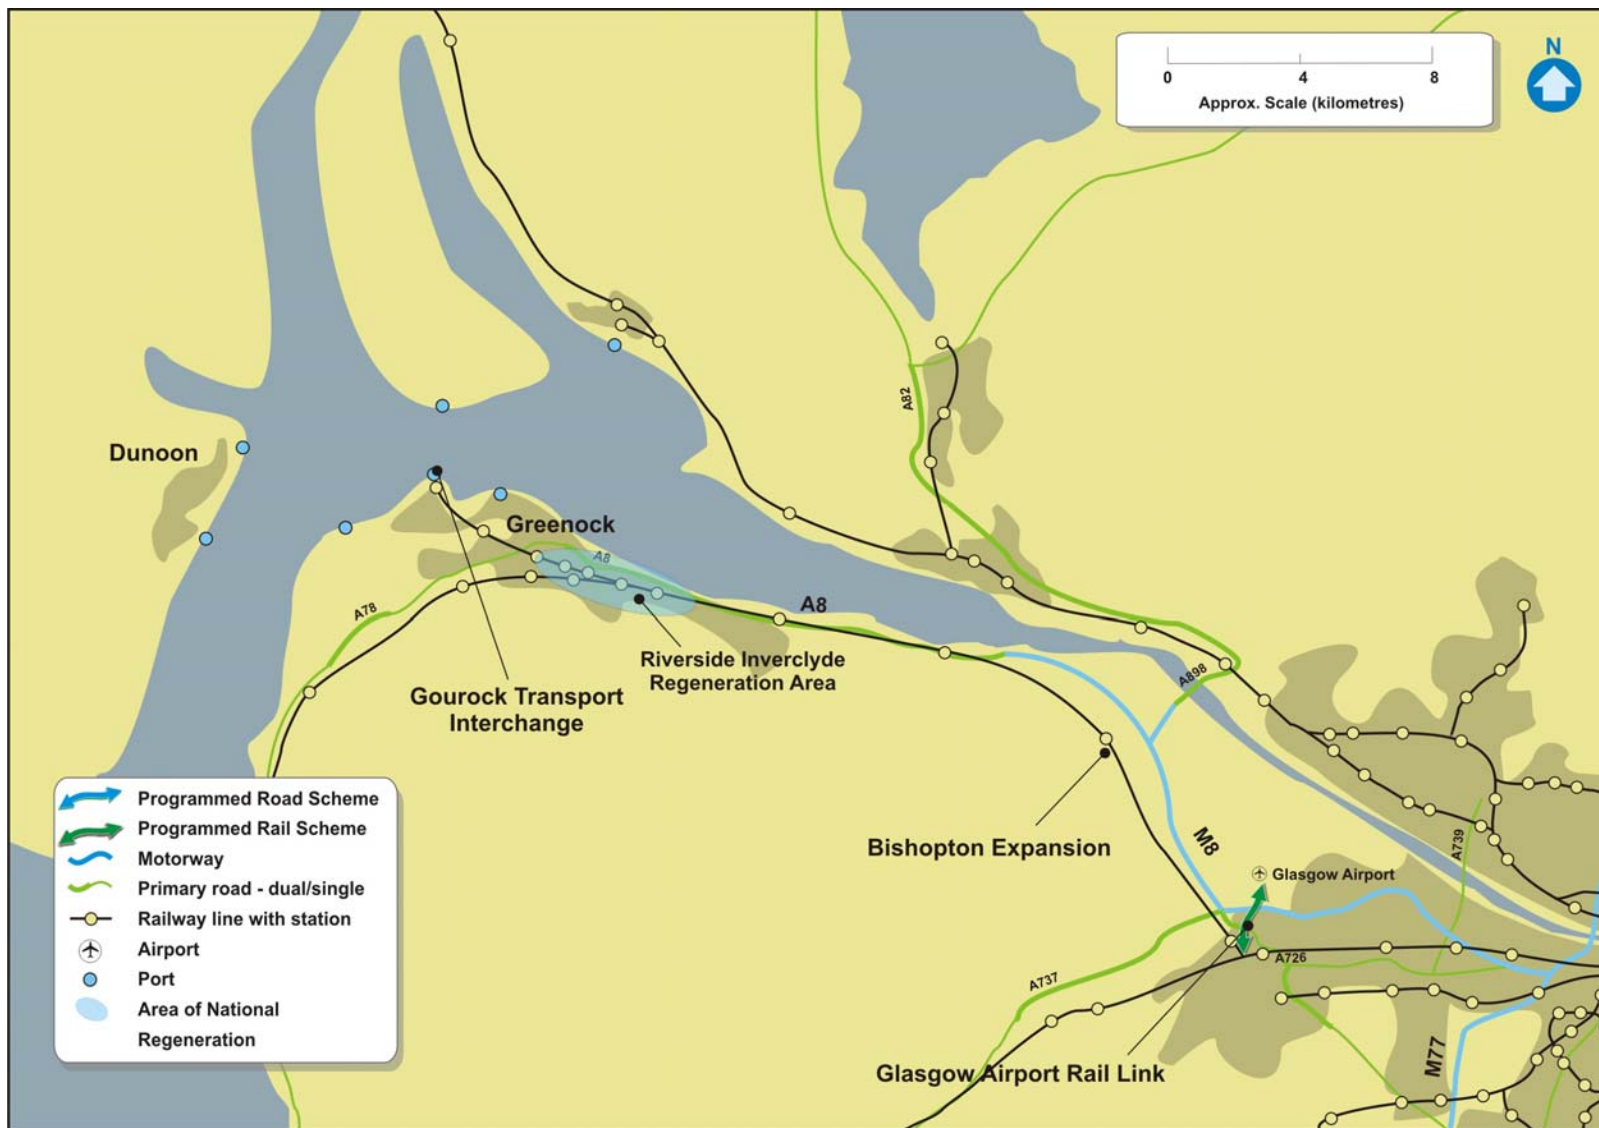 N
0 4 8
Approx. Scale (kilometres)
A82
Dunoon
Greenock
A8
A8
A78
Riverside Inverclyde
Regeneration Area
Gourock Transport
Interchange
A898
Bishopton Expansion
M8
A739
Glasgow Airport
A726
A737
Glasgow Airport Rail Link
M77
Programmed Road Scheme
Programmed Rail Scheme
Motorway
Primary road - dual/single
Railway line with station
Airport
Port
Area of National
Regeneration